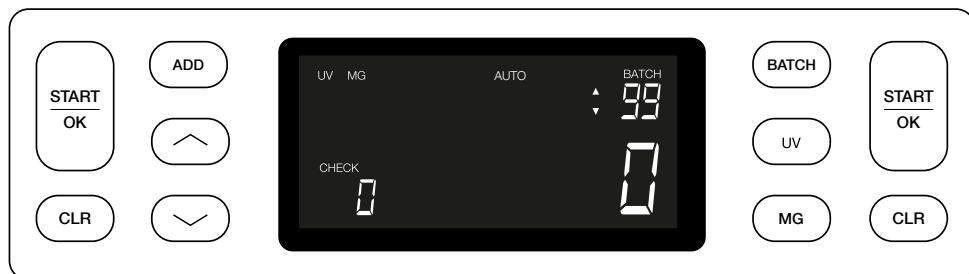 START
OK
ADD
CLR
UV MG AUTO BATCH
99
CHECK
0
0
BATCH
UV
MG
START
OK
CLR